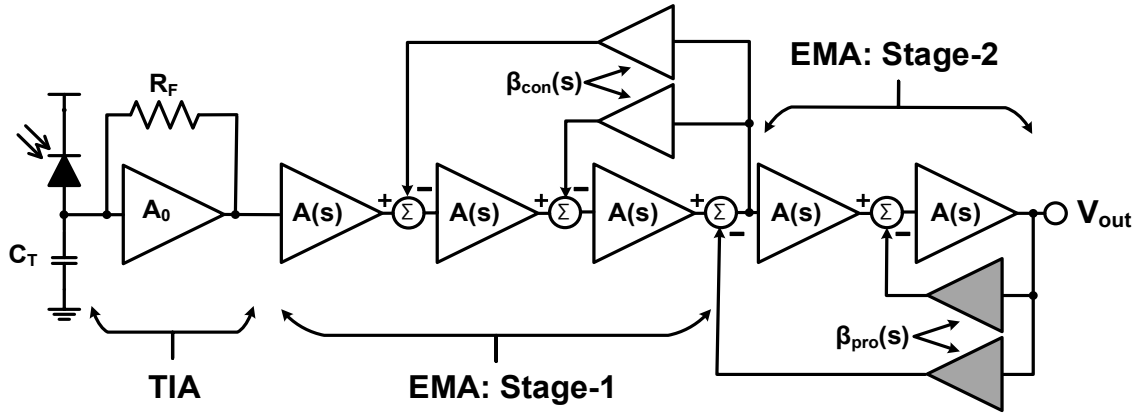 EMA: Stage-2
R_F
β_con(s)
A_0
A(s)
+
−
Σ
A(s)
+
−
Σ
A(s)
+
−
Σ
A(s)
+
−
Σ
A(s)
V_out
C_T
β_pro(s)
TIA
EMA: Stage-1